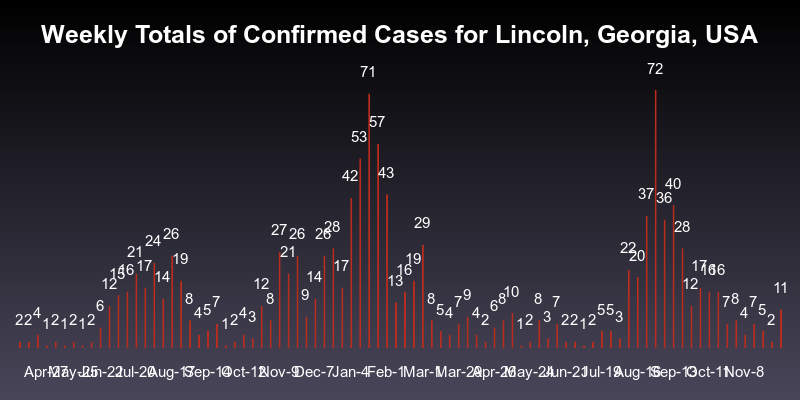 Weekly Totals of Confirmed Cases for Lincoln, Georgia, USA
2 2 4 1 2 1 2 1 2 6 12 15 16 21 17 24 14 26 19 8 4 5 7 1 2 4 3 12 8 27 21 26 9 14 26 28 17 42 53 71 57 43 13 16 19 29 8 5 4 7 9 4 2 6 8 10 1 2 8 3 7 2 2 1 2 5 5 3 22 20 37 72 36 40 28 12 17 16 16 7 8 4 7 5 2 11
Apr-27 May-25 Jun-22 Jul-20 Aug-17 Sep-14 Oct-12 Nov-9 Dec-7 Jan-4 Feb-1 Mar-1 Mar-29 Apr-26 May-24 Jun-21 Jul-19 Aug-16 Sep-13 Oct-11 Nov-8